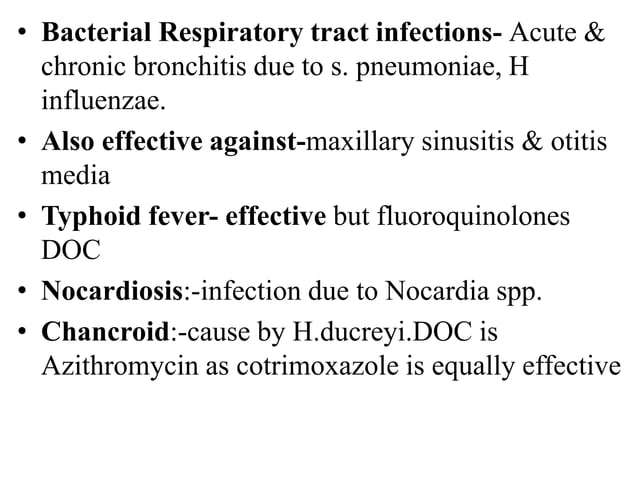 • Bacterial Respiratory tract infections- Acute &
chronic bronchitis due to s. pneumoniae, H
influenzae.
• Also effective against-maxillary sinusitis & otitis
media
• Typhoid fever- effective but fluoroquinolones
DOC
• Nocardiosis:-infection due to Nocardia spp.
• Chancroid:-cause by H.ducreyi.DOC is
Azithromycin as cotrimoxazole is equally effective